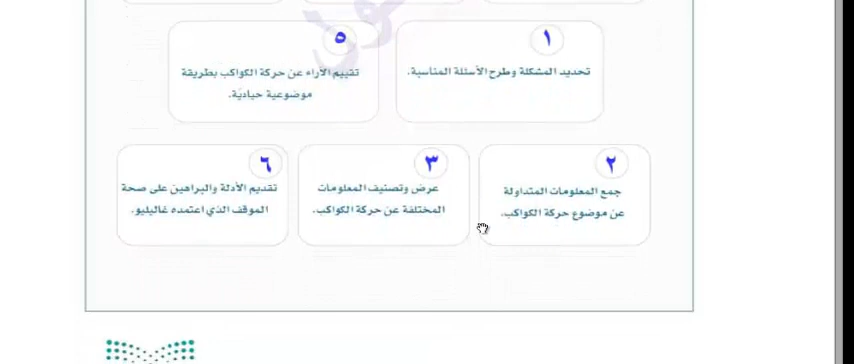 ١
تحديد المشكلة وطرح الأسئلة المناسبة.
٥
تقييم الآراء عن حركة الكواكب بطريقة
موضوعية حيادية.
٢
جمع المعلومات المتداولة
عن موضوع حركة الكواكب.
٣
عرض وتصنيف المعلومات
المختلفة عن حركة الكواكب.
٦
تقديم الأدلة والبراهين على صحة
الموقف الذي اعتمده غاليليو.